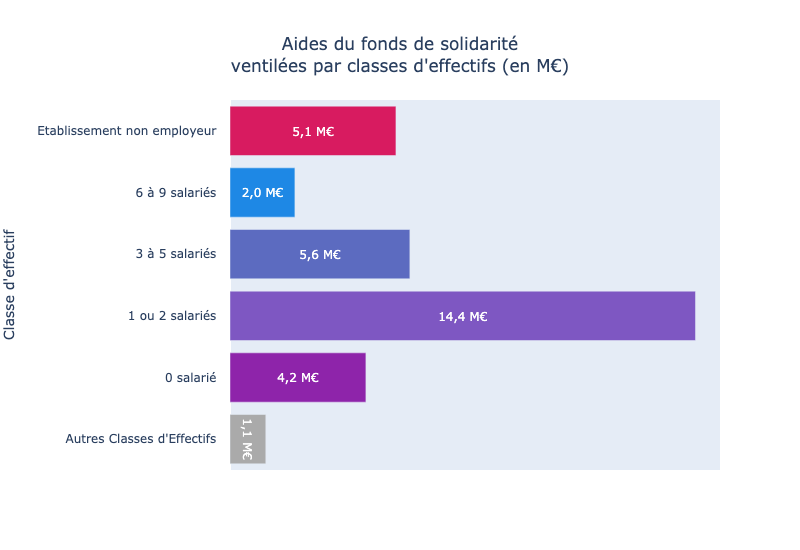 Aides du fonds de solidarité
ventilées par classes d'effectifs (en M€)
Classe d'effectif
Etablissement non employeur
5,1 M€
6 à 9 salariés
2,0 M€
3 à 5 salariés
5,6 M€
1 ou 2 salariés
14,4 M€
0 salarié
4,2 M€
Autres Classes d'Effectifs
1,1 M€